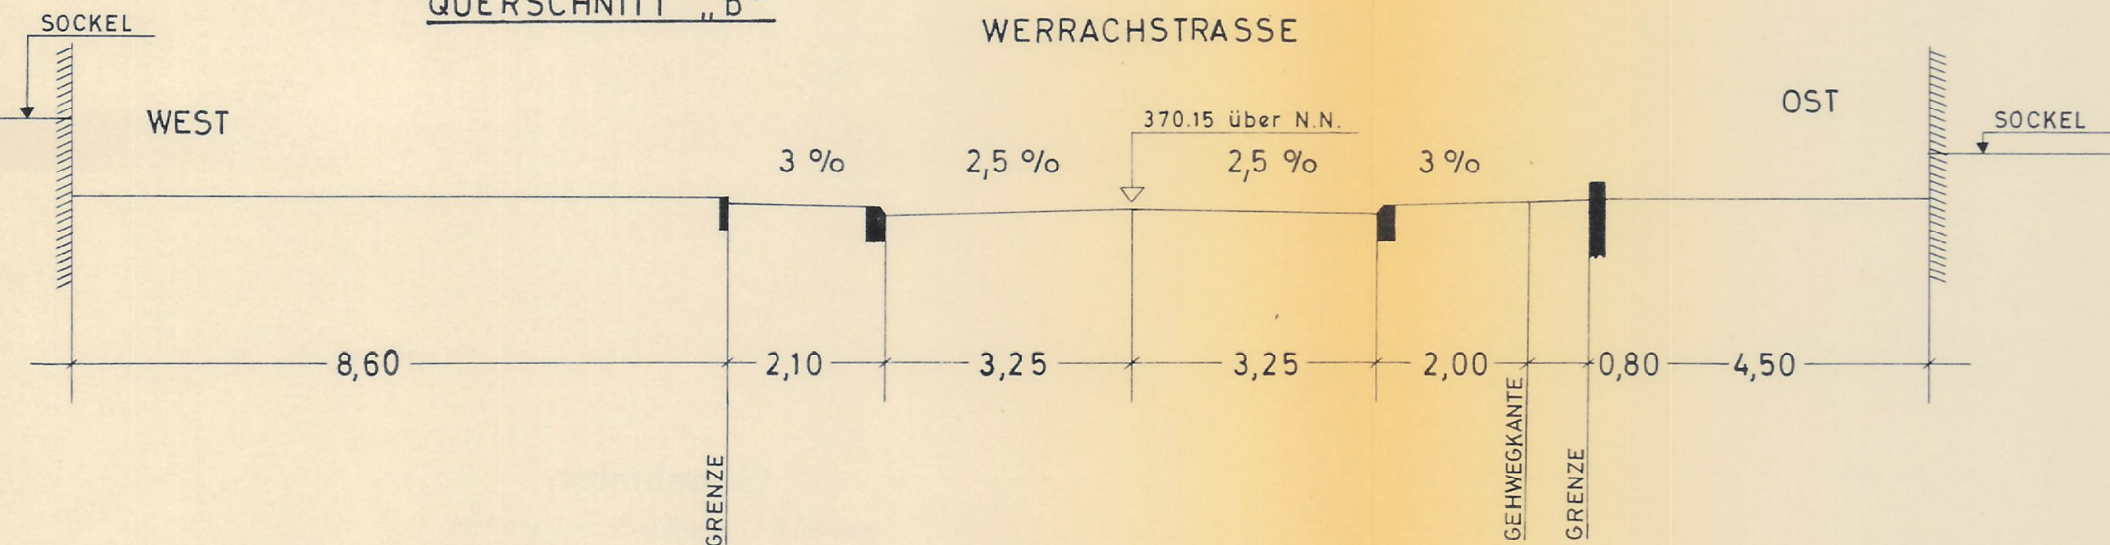 QUERSCHNITT „b"
SOCKEL
WERRACHSTRASSE
WEST
OST
370.15 über N.N.
SOCKEL
3 % 2,5 % 2,5 % 3 %
8,60 2,10 3,25 3,25 2,00 0,80 4,50
GRENZE
GEHWEGKANTE
GRENZE